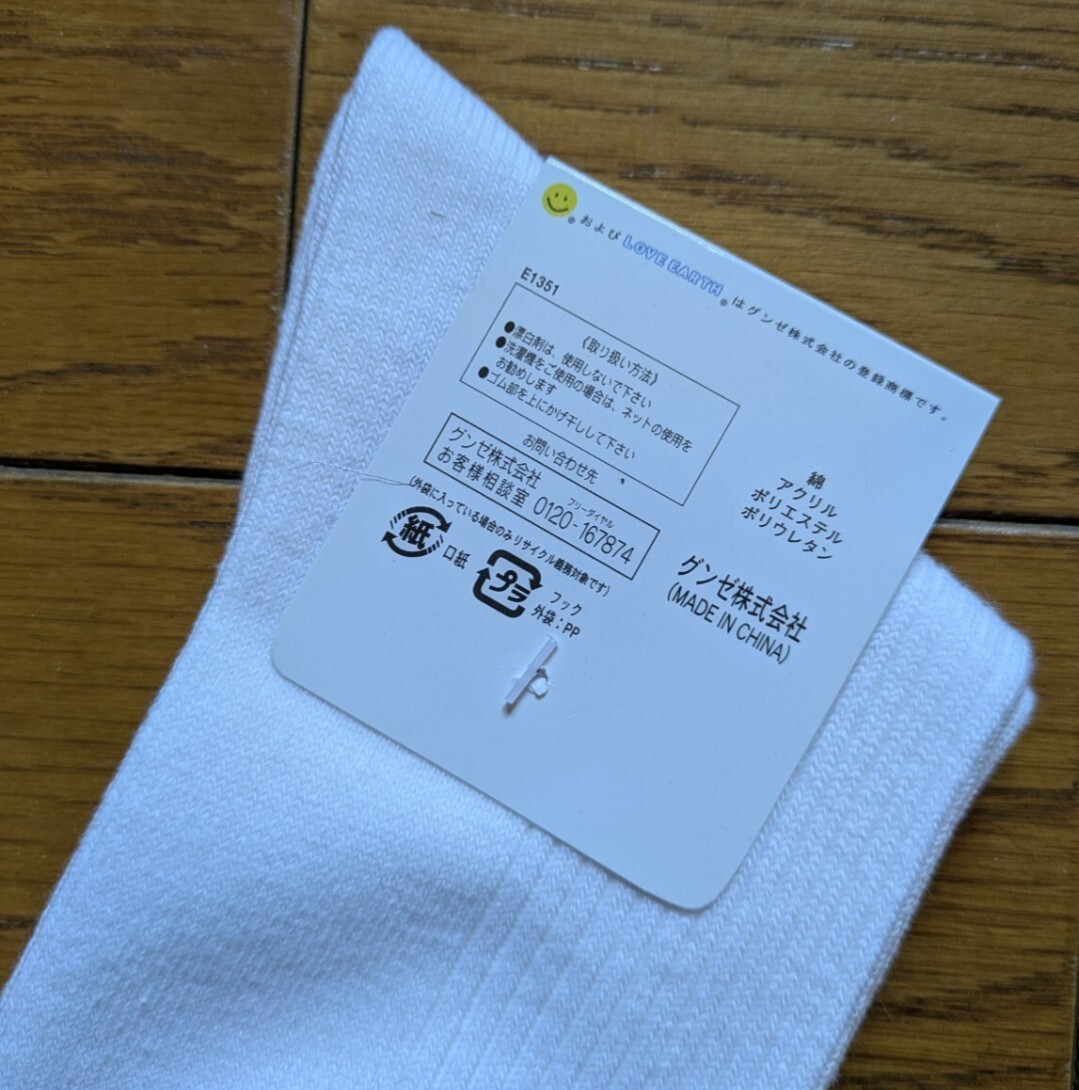 ® および LOVE EARTH® はグンゼ株式会社の登録商標です。
E1351
《取り扱い方法》
●漂白剤は、使用しないで下さい
●洗濯機をご使用の場合は、ネットの使用を
お勧めします
●ゴム部を上にかげ干しして下さい
お問い合わせ先
グンゼ株式会社
フリーダイヤル
お客様相談室 0120-167874
(外袋に入っている場合のみリサイクル義務対象です)
紙 口紙
プラ フック
外袋：PP
綿
アクリル
ポリエステル
ポリウレタン
グンゼ株式会社
(MADE IN CHINA)